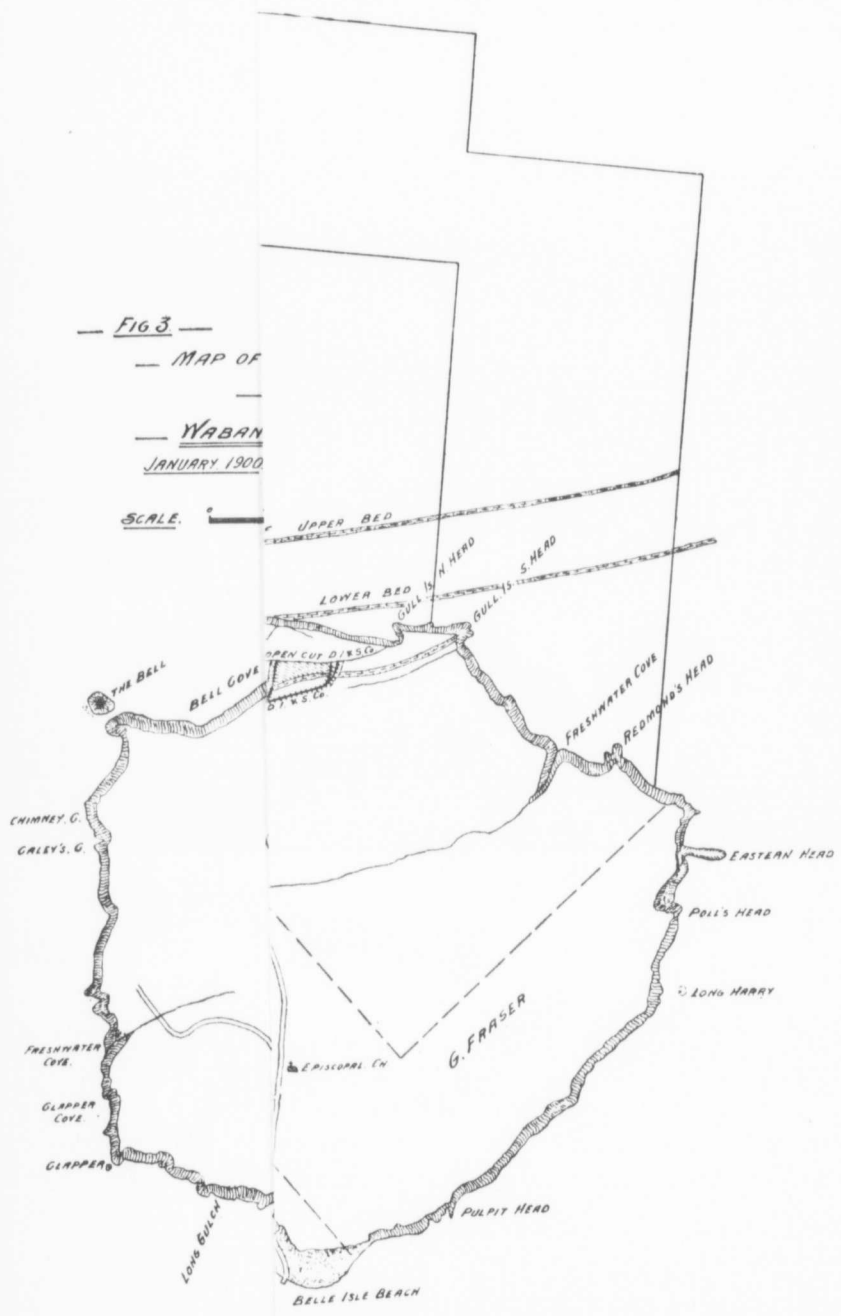 FIG 3.
MAP OF
WABAN
JANUARY. 1900
SCALE.
UPPER BED
LOWER BED
GULL. IS N. HEAD
GULL. IS S. HEAD
OPEN CUT D.I.&S.Co.
D.I.&S.Co.
THE BELL
BELL COVE
FRESHWATER COVE
REDMOND'S HEAD
CHIMNEY. G.
GALEY'S. G.
EASTERN HEAD
POLL'S HEAD
LONG HARRY
G. FRASER
FRESHWATER
COVE.
EPISCOPAL CH
CLAPPER
COVE.
CLAPPER
LONG GULCH
PULPIT HEAD
BELLE ISLE BEACH